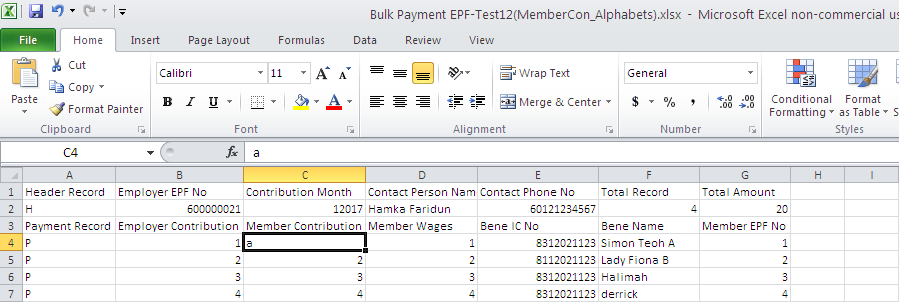 Bulk Payment EPF-Test12(MemberCon_Alphabets).xlsx - Microsoft Excel non-commercial us
File Home Insert Page Layout Formulas Data Review View
Paste Cut Copy Format Painter
Calibri 11 A A
B I U A
Wrap Text
Merge & Center
General
$ % , .0 .00 .00 .0
Conditional Formatting Format as Table
Clipboard Font Alignment Number Styles
C4 fx a
A B C D E F G H I
1 Header Record Employer EPF No Contribution Month Contact Person Nam Contact Phone No Total Record Total Amount
2 H 600000021 12017 Hamka Faridun 60121234567 4 20
3 Payment Record Employer Contribution Member Contribution Member Wages Bene IC No Bene Name Member EPF No
4 P 1 a 1 8312021123 Simon Teoh A 1
5 P 2 2 2 8112021123 Lady Fiona B 2
6 P 3 3 3 8312021123 Halimah 3
7 P 4 4 4 8312021123 derrick 4